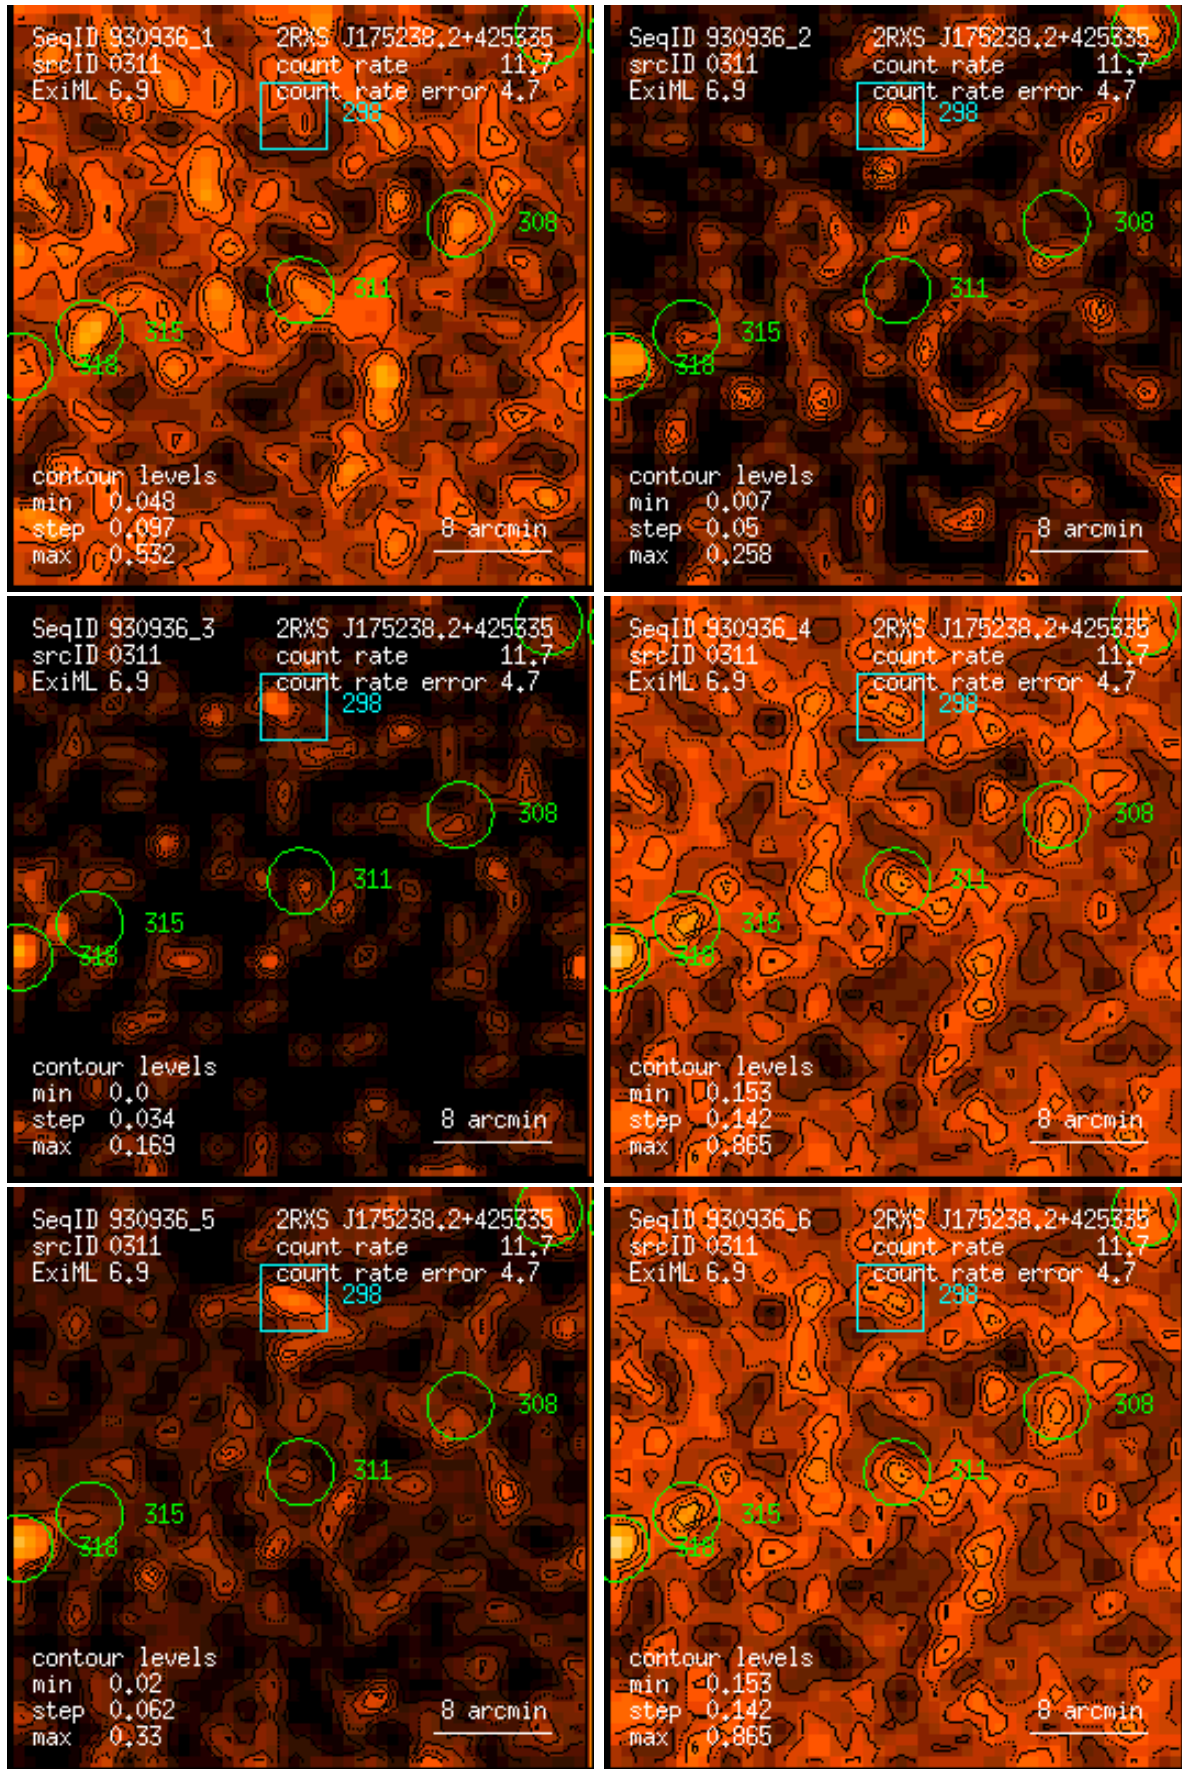 SeqID 930936_1 2RXS J175238.2+425335
srcID 0311 count rate 11.7
ExiML 6.9 count rate error 4.7
298
308
311
315
318
contour levels
min 0.048
step 0.097 8 arcmin
max 0.532
SeqID 930936_2 2RXS J175238.2+425335
srcID 0311 count rate 11.7
ExiML 6.9 count rate error 4.7
298
308
311
315
318
contour levels
min 0.007
step 0.05 8 arcmin
max 0.258
SeqID 930936_3 2RXS J175238.2+425335
srcID 0311 count rate 11.7
ExiML 6.9 count rate error 4.7
298
308
311
315
318
contour levels
min 0.0
step 0.034 8 arcmin
max 0.169
SeqID 930936_4 2RXS J175238.2+425335
srcID 0311 count rate 11.7
ExiML 6.9 count rate error 4.7
298
308
311
315
318
contour levels
min 0.153
step 0.142 8 arcmin
max 0.865
SeqID 930936_5 2RXS J175238.2+425335
srcID 0311 count rate 11.7
ExiML 6.9 count rate error 4.7
298
308
311
315
318
contour levels
min 0.02
step 0.062 8 arcmin
max 0.33
SeqID 930936_6 2RXS J175238.2+425335
srcID 0311 count rate 11.7
ExiML 6.9 count rate error 4.7
298
308
311
315
318
contour levels
min 0.153
step 0.142 8 arcmin
max 0.865